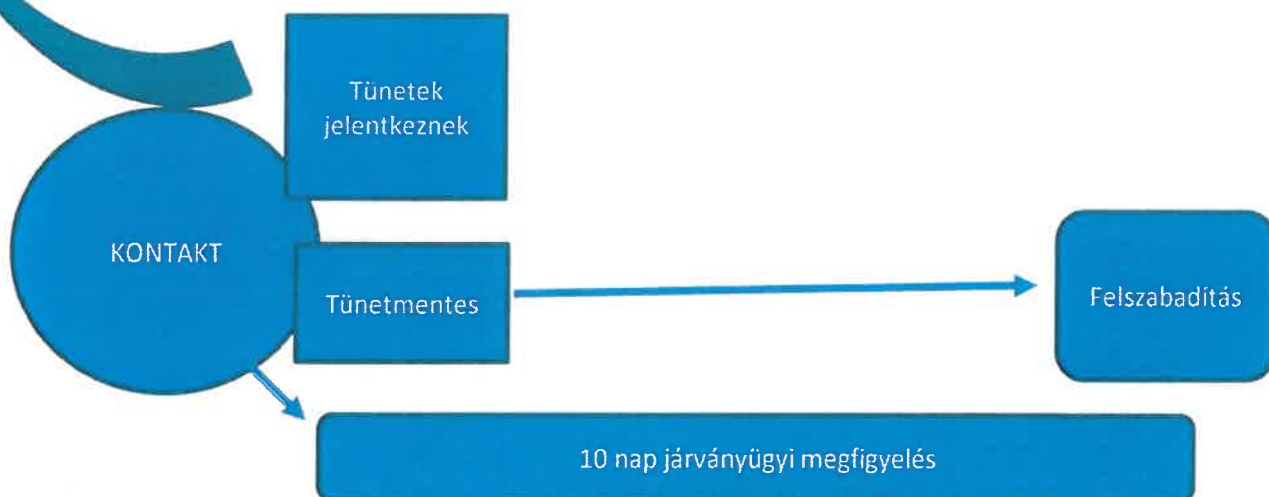 Tünetek
jelentkeznek
KONTAKT
Tünetmentes
Felszabadítás
10 nap járványügyi megfigyelés